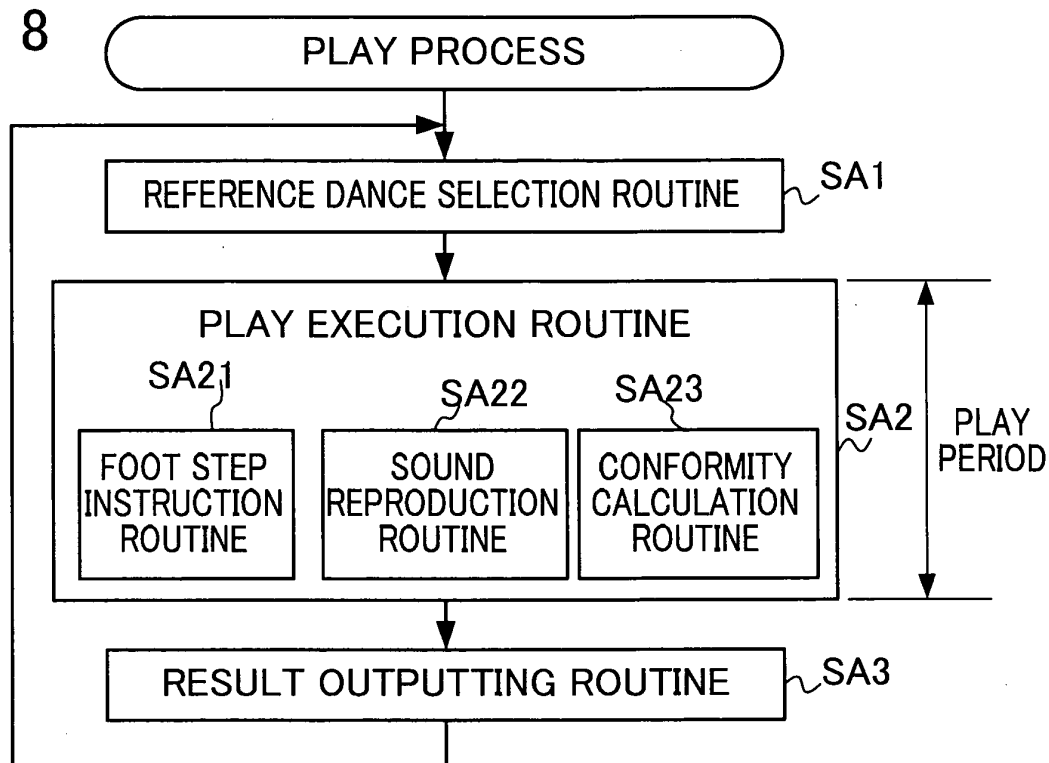 8
PLAY PROCESS
REFERENCE DANCE SELECTION ROUTINE
SA1
PLAY EXECUTION ROUTINE
SA21
SA22
SA23
SA2
FOOT STEP
INSTRUCTION
ROUTINE
SOUND
REPRODUCTION
ROUTINE
CONFORMITY
CALCULATION
ROUTINE
PLAY
PERIOD
RESULT OUTPUTTING ROUTINE
SA3